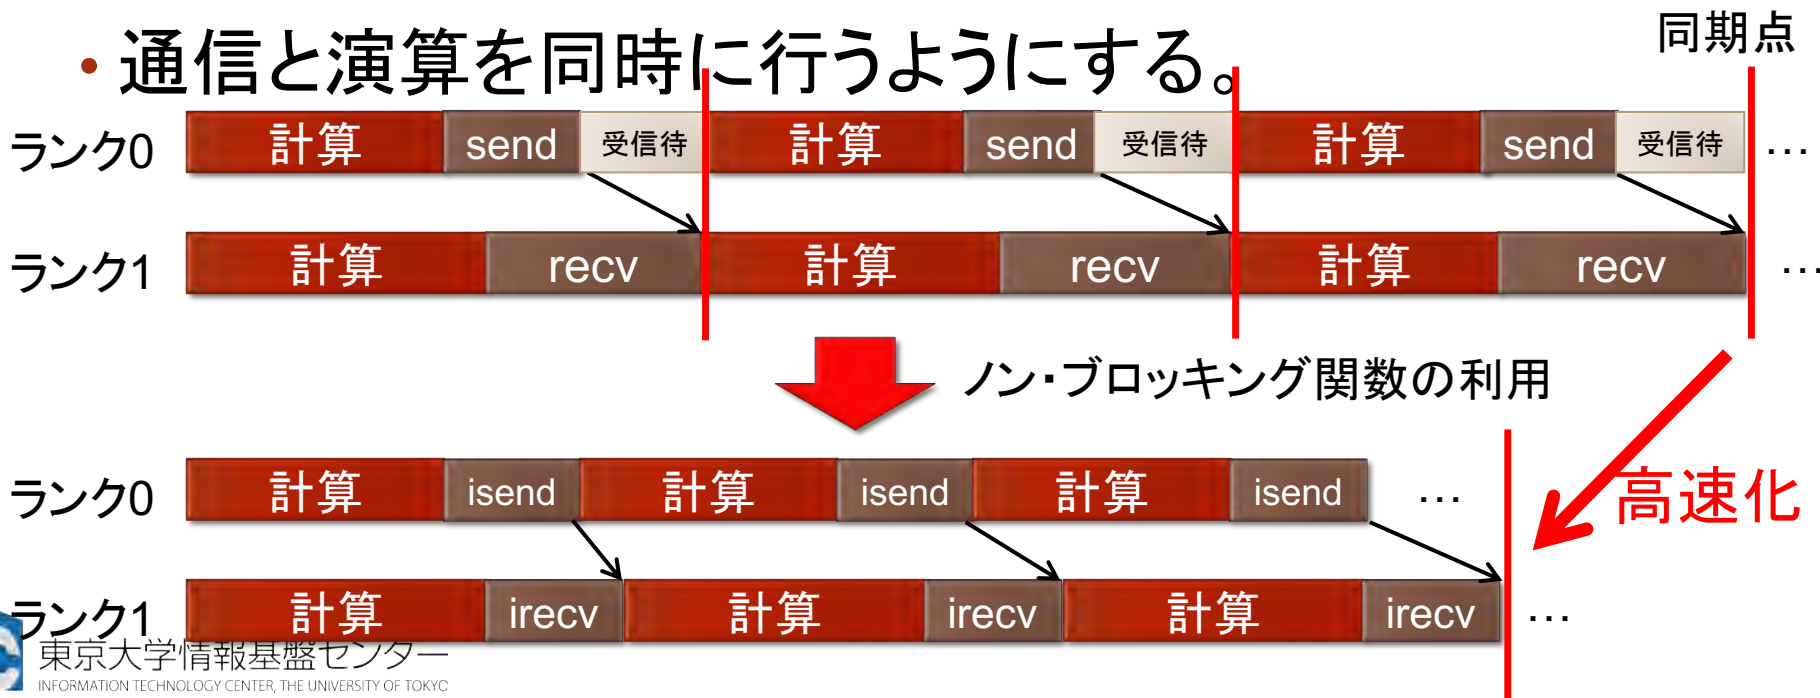 同期点
• 通信と演算を同時に行うようにする。
ランク0 計算 send 受信待 計算 send 受信待 計算 send 受信待 …
ランク1 計算 recv 計算 recv 計算 recv …
ノン・ブロッキング関数の利用
ランク0 計算 isend 計算 isend 計算 isend … 高速化
ランク1 計算 irecv 計算 irecv 計算 irecv …
東京大学情報基盤センター
INFORMATION TECHNOLOGY CENTER, THE UNIVERSITY OF TOKYO